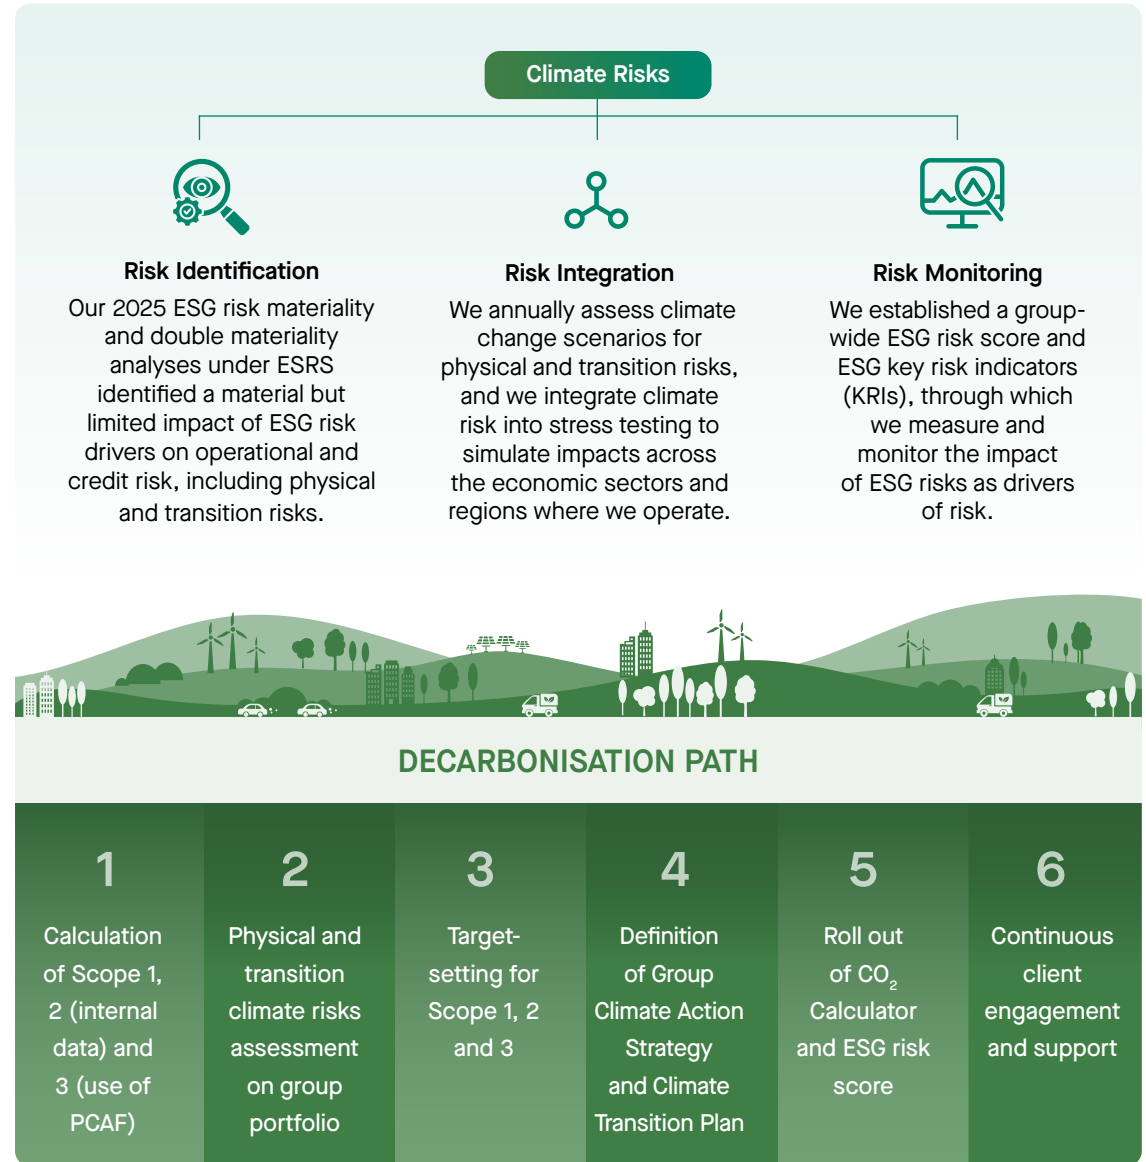 Climate Risks
Risk Identification
Our 2025 ESG risk materiality
and double materiality
analyses under ESRS
identified a material but
limited impact of ESG risk
drivers on operational and
credit risk, including physical
and transition risks.
Risk Integration
We annually assess climate
change scenarios for
physical and transition risks,
and we integrate climate
risk into stress testing to
simulate impacts across
the economic sectors and
regions where we operate.
Risk Monitoring
We established a group-
wide ESG risk score and
ESG key risk indicators
(KRIs), through which
we measure and
monitor the impact
of ESG risks as drivers
of risk.
DECARBONISATION PATH
1
Calculation
of Scope 1,
2 (internal
data) and
3 (use of
PCAF)
2
Physical and
transition
climate risks
assessment
on group
portfolio
3
Target-
setting for
Scope 1, 2
and 3
4
Definition
of Group
Climate Action
Strategy
and Climate
Transition Plan
5
Roll out
of CO₂
Calculator
and ESG risk
score
6
Continuous
client
engagement
and support